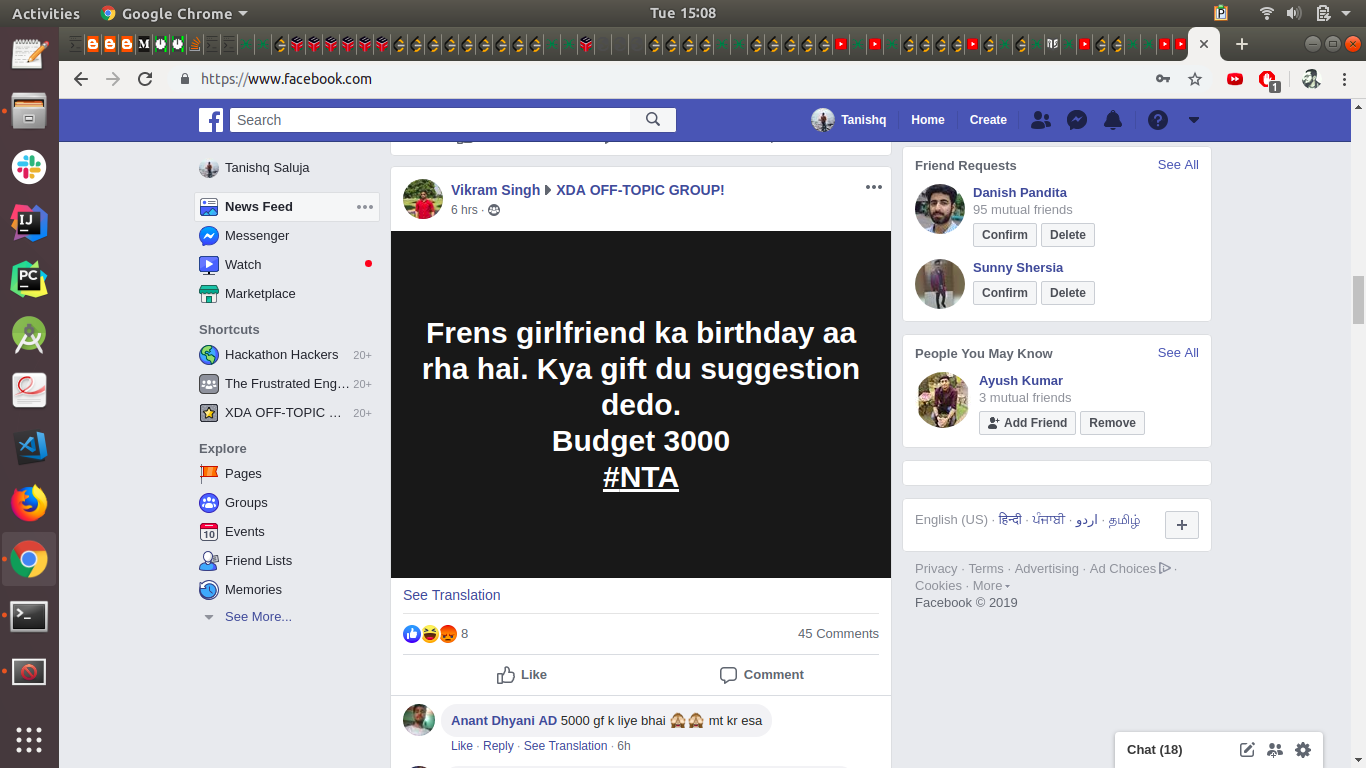 Activities
Google Chrome
Tue 15:08
https://www.facebook.com
1
Search
Tanishq
Home
Create
Tanishq Saluja
News Feed
Messenger
Watch
Marketplace
Shortcuts
Hackathon Hackers 20+
The Frustrated Eng... 20+
XDA OFF-TOPIC ... 20+
Explore
Pages
Groups
10
Events
Friend Lists
Memories
See More...
Vikram Singh XDA OFF-TOPIC GROUP!
6 hrs ·
Frens girlfriend ka birthday aa
rha hai. Kya gift du suggestion
dedo.
Budget 3000
#NTA
See Translation
8
45 Comments
Like
Comment
Anant Dhyani AD 5000 gf k liye bhai 🙈🙈 mt kr esa
Like · Reply · See Translation · 6h
Friend Requests
See All
Danish Pandita
95 mutual friends
Confirm
Delete
Sunny Shersia
Confirm
Delete
People You May Know
See All
Ayush Kumar
3 mutual friends
Add Friend
Remove
English (US) · हिन्दी · ਪੰਜਾਬੀ · اردو · தமிழ்
Privacy · Terms · Advertising · Ad Choices ·
Cookies · More
Facebook © 2019
Chat (18)
IJ
PC